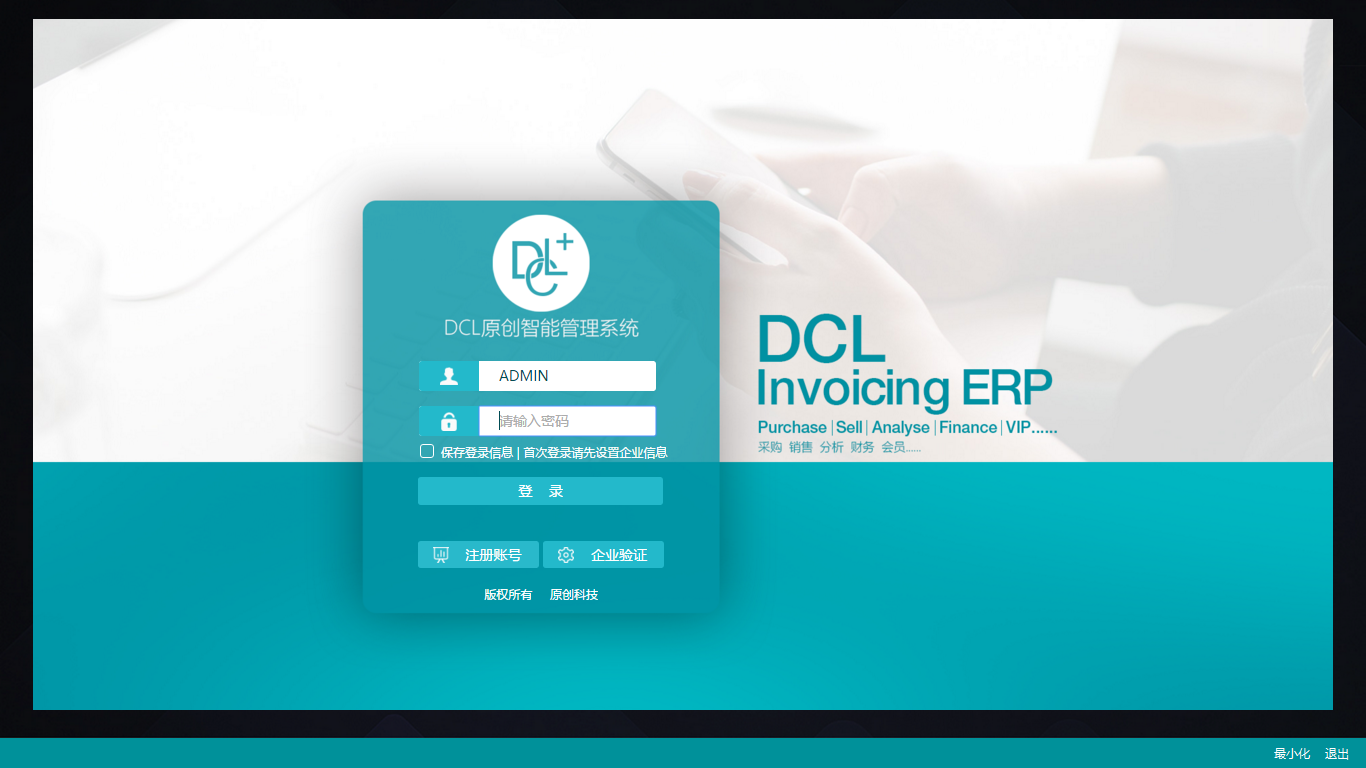 DCL+
DCL原创智能管理系统
ADMIN
请输入密码
保存登录信息 | 首次登录请先设置企业信息
登 录
注册账号 企业验证
版权所有 原创科技
DCL
Invoicing ERP
Purchase | Sell | Analyse | Finance | VIP......
采购 销售 分析 财务 会员......
最小化 退出